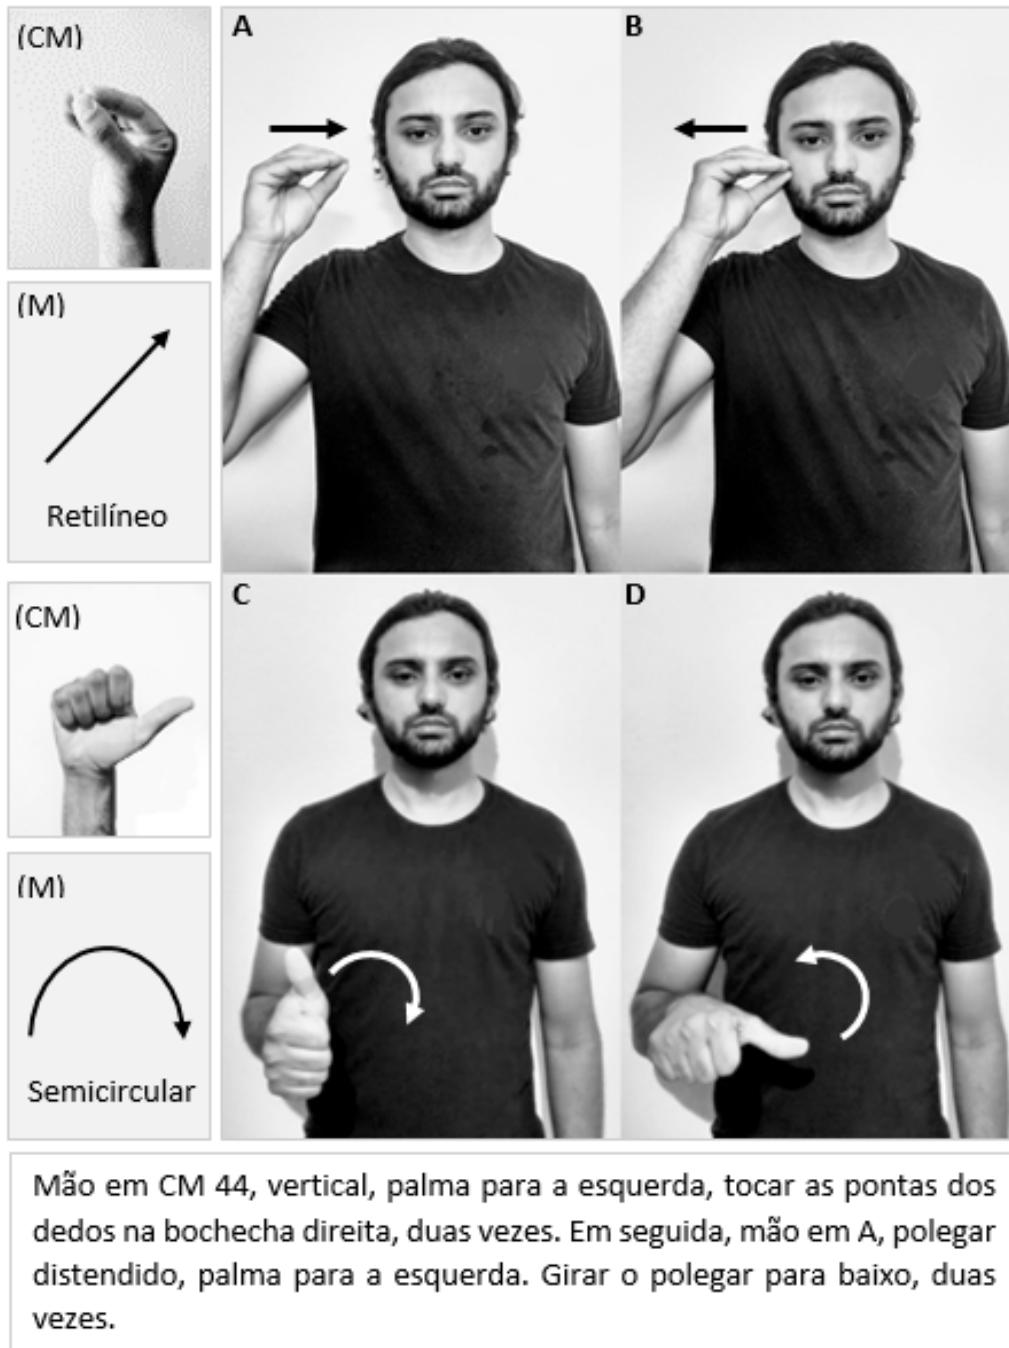 (CM)
A
B
(M)
Retilíneo
(CM)
C
D
(M)
Semicircular
Mão em CM 44, vertical, palma para a esquerda, tocar as pontas dos
dedos na bochecha direita, duas vezes. Em seguida, mão em A, polegar
distendido, palma para a esquerda. Girar o polegar para baixo, duas
vezes.